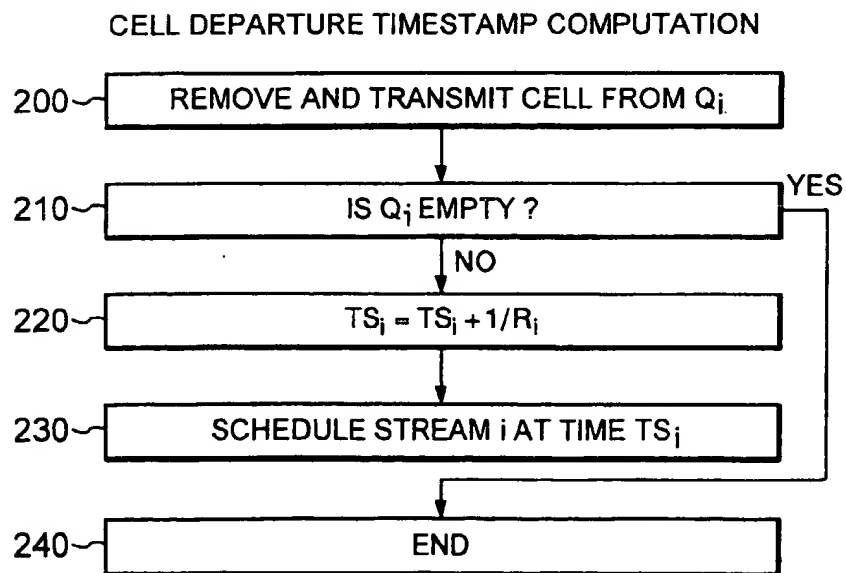 CELL DEPARTURE TIMESTAMP COMPUTATION
200 REMOVE AND TRANSMIT CELL FROM Qi
210 IS Qi EMPTY ? YES
NO
220 TSi = TSi + 1/Ri
230 SCHEDULE STREAM i AT TIME TSi
240 END